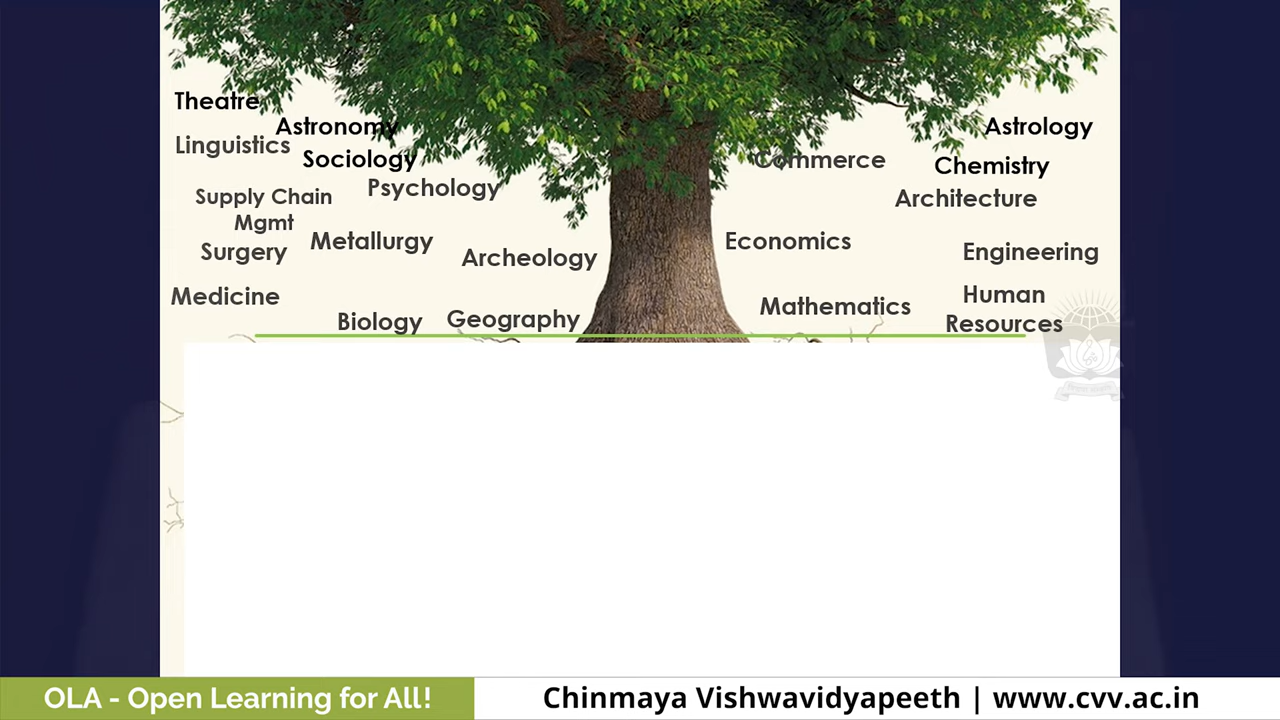 Theatre
Astronomy
Astrology
Linguistics
Sociology
Commerce
Chemistry
Psychology
Supply Chain
Mgmt
Architecture
Surgery
Metallurgy
Archeology
Economics
Engineering
Medicine
Biology
Geography
Mathematics
Human
Resources
OLA - Open Learning for All!
Chinmaya Vishwavidyapeeth | www.cvv.ac.in